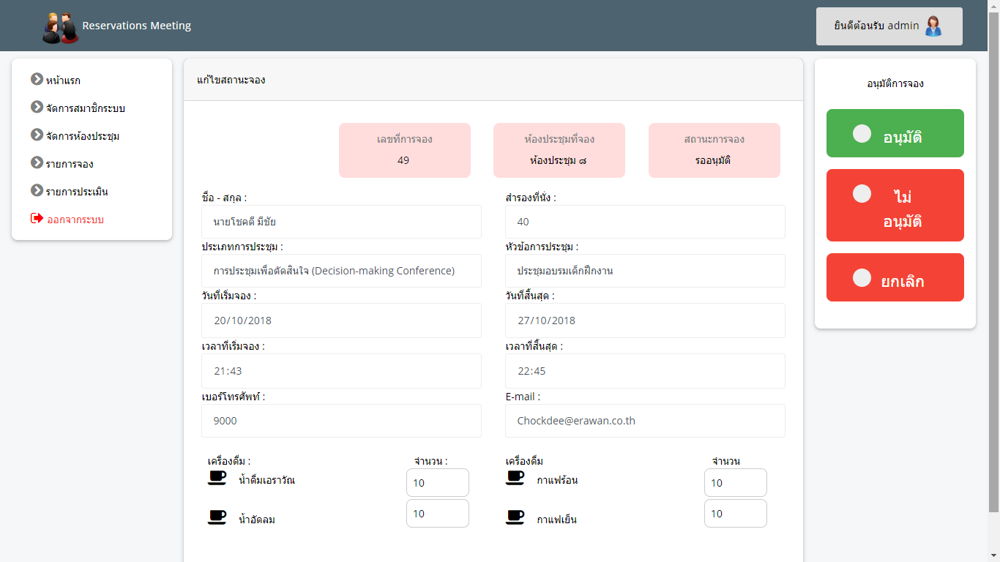 Reservations Meeting
ยินดีต้อนรับ admin
หน้าแรก
จัดการสมาชิกระบบ
จัดการห้องประชุม
รายการจอง
รายการประเมิน
ออกจากระบบ
แก้ไขสถานะจอง
เลขที่การจอง
49
ห้องประชุมที่จอง
ห้องประชุม ๘
สถานะการจอง
รออนุมัติ
ชื่อ - สกุล :
นายโชคดี มีชัย
สำรองที่นั่ง :
40
ประเภทการประชุม :
การประชุมเพื่อตัดสินใจ (Decision-making Conference)
หัวข้อการประชุม :
ประชุมอบรมเด็กฝึกงาน
วันที่เริ่มจอง :
20/10/2018
วันที่สิ้นสุด :
27/10/2018
เวลาที่เริ่มจอง :
21:43
เวลาที่สิ้นสุด :
22:45
เบอร์โทรศัพท์ :
9000
E-mail :
Chockdee@erawan.co.th
เครื่องดื่ม :
จำนวน :
น้ำดื่มเอราวัณ
10
น้ำอัดลม
10
เครื่องดื่ม
จำนวน
กาแฟร้อน
10
กาแฟเย็น
10
อนุมัติการจอง
อนุมัติ
ไม่
อนุมัติ
ยกเลิก